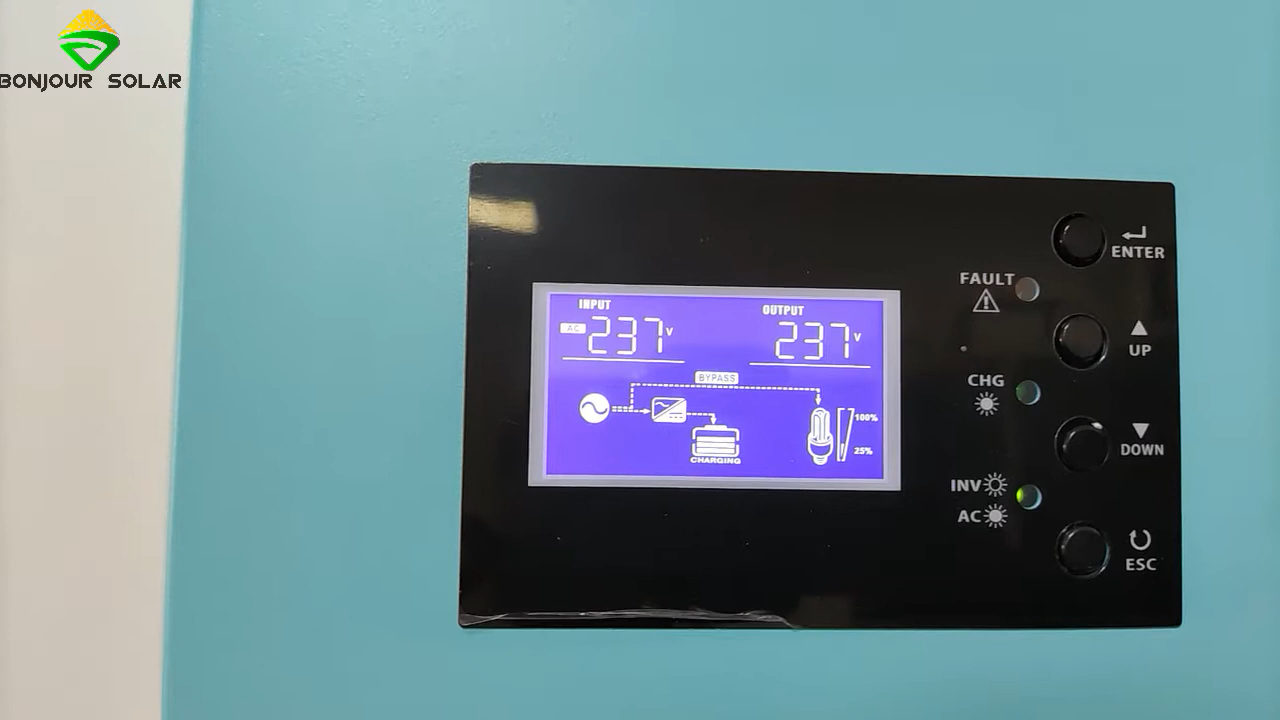 BONJOUR SOLAR
INPUT
AC 237 V
OUTPUT
237 V
BYPASS
100%
25%
CHARGING
ENTER
FAULT
UP
CHG
DOWN
INV
AC
ESC